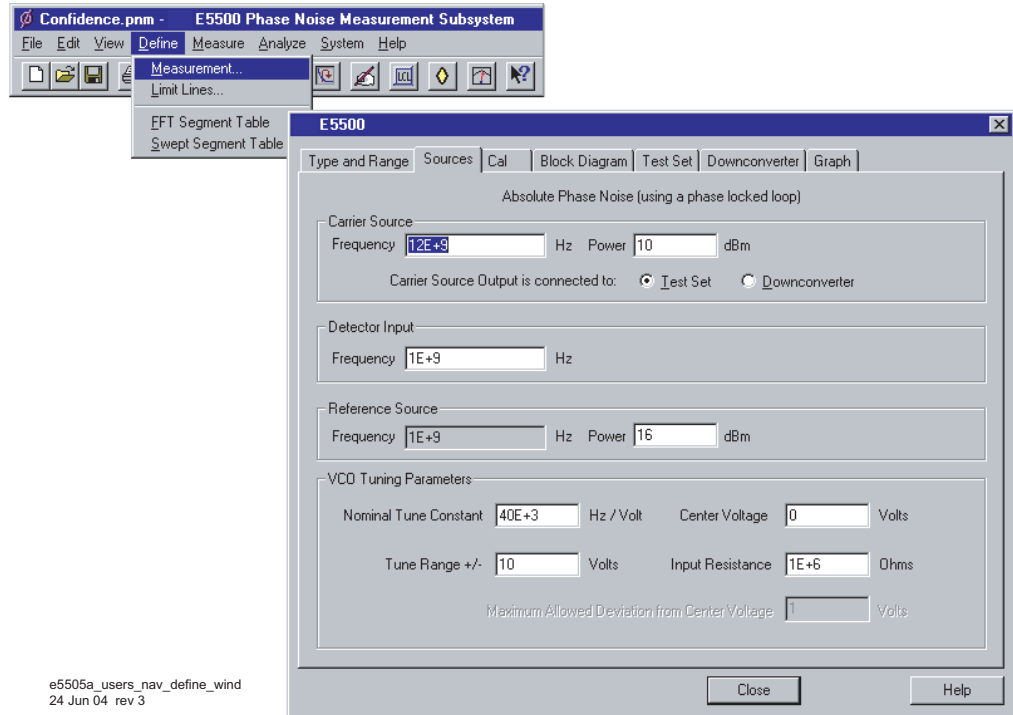 Confidence.pnm - E5500 Phase Noise Measurement Subsystem
File Edit View Define Measure Analyze System Help
Measurement...
Limit Lines...
FFT Segment Table
Swept Segment Table
E5500
Type and Range Sources Cal Block Diagram Test Set Downconverter Graph
Absolute Phase Noise (using a phase locked loop)
Carrier Source
Frequency 12E+9 Hz Power 10 dBm
Carrier Source Output is connected to: Test Set Downconverter
Detector Input
Frequency 1E+9 Hz
Reference Source
Frequency 1E+9 Hz Power 16 dBm
VCO Tuning Parameters
Nominal Tune Constant 40E+3 Hz / Volt Center Voltage 0 Volts
Tune Range +/- 10 Volts Input Resistance 1E+6 Ohms
Maximum Allowed Deviation from Center Voltage 1 Volts
Close Help
e5505a_users_nav_define_wind
24 Jun 04 rev 3